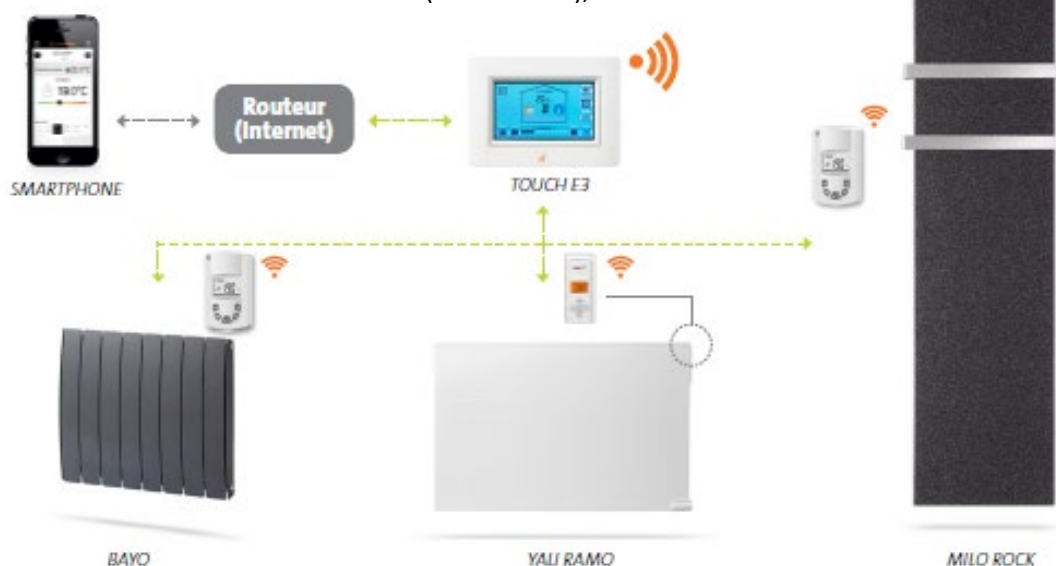 Routeur
(Internet)
SMARTPHONE
TOUCH E3
BAYO
YALI RAMO
MILO ROCK